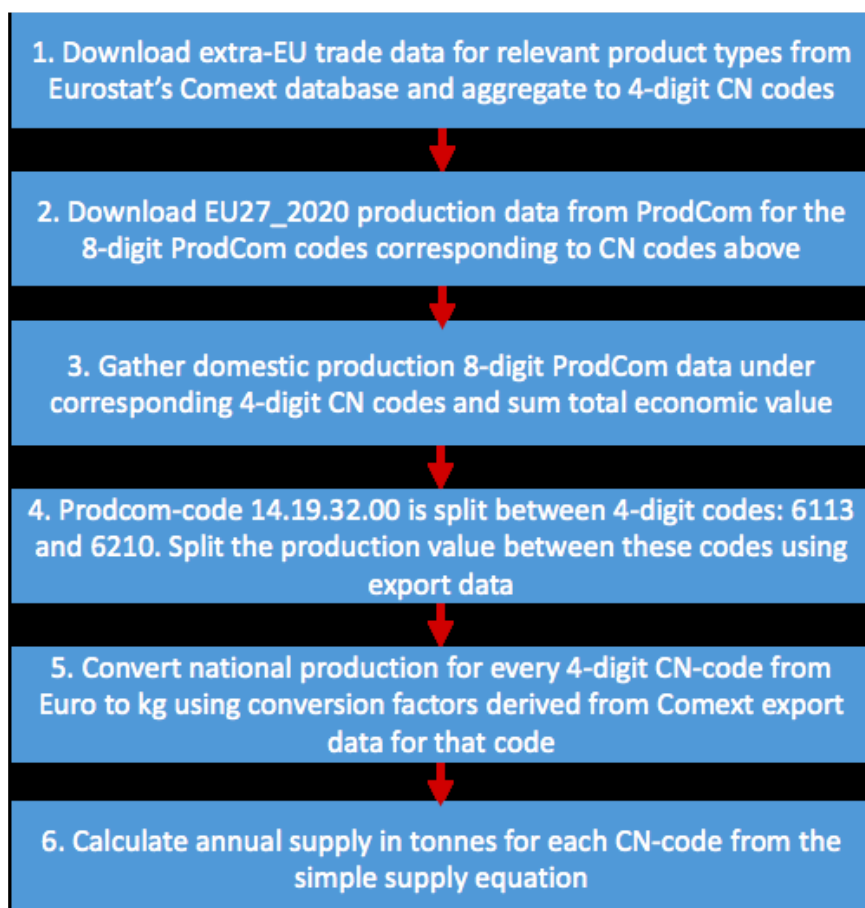 1. Download extra-EU trade data for relevant product types from
Eurostat’s Comext database and aggregate to 4-digit CN codes
2. Download EU27_2020 production data from ProdCom for the
8-digit ProdCom codes corresponding to CN codes above
3. Gather domestic production 8-digit ProdCom data under
corresponding 4-digit CN codes and sum total economic value
4. Prodcom-code 14.19.32.00 is split between 4-digit codes: 6113
and 6210. Split the production value between these codes using
export data
5. Convert national production for every 4-digit CN-code from
Euro to kg using conversion factors derived from Comext export
data for that code
6. Calculate annual supply in tonnes for each CN-code from the
simple supply equation